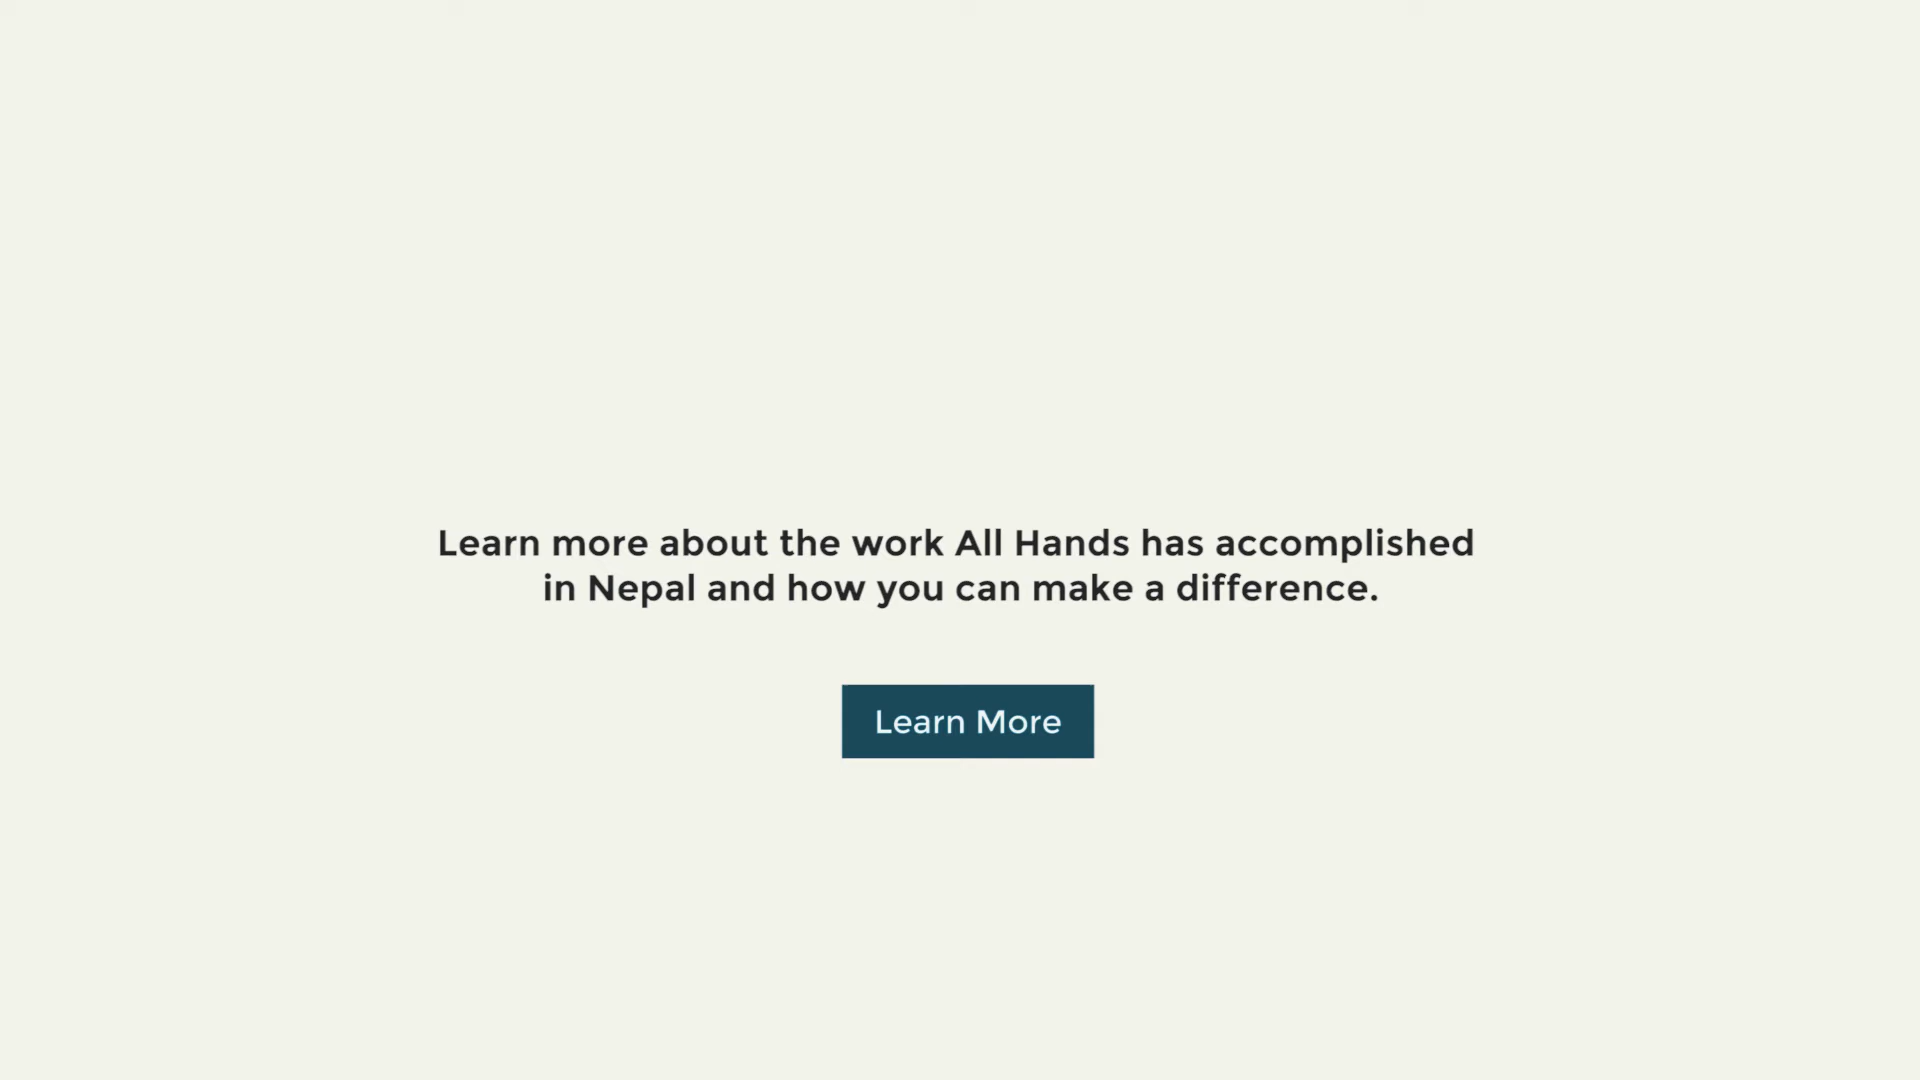 Learn more about the work All Hands has accomplished
in Nepal and how you can make a difference.
Learn More